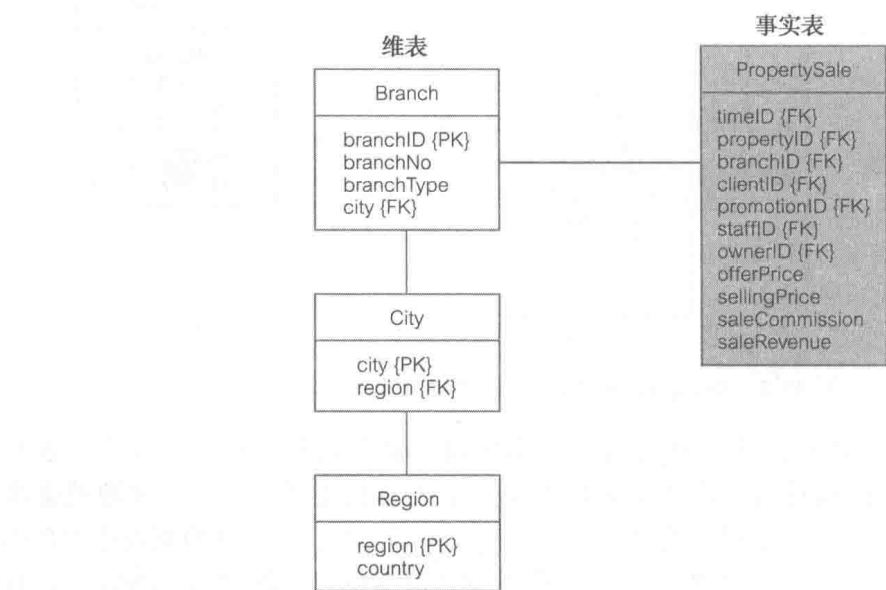 维表
Branch
branchID {PK}
branchNo
branchType
city {FK}
City
city {PK}
region {FK}
Region
region {PK}
country
事实表
PropertySale
timeID {FK}
propertyID {FK}
branchID {FK}
clientID {FK}
promotionID {FK}
staffID {FK}
ownerID {FK}
offerPrice
sellingPrice
saleCommission
saleRevenue